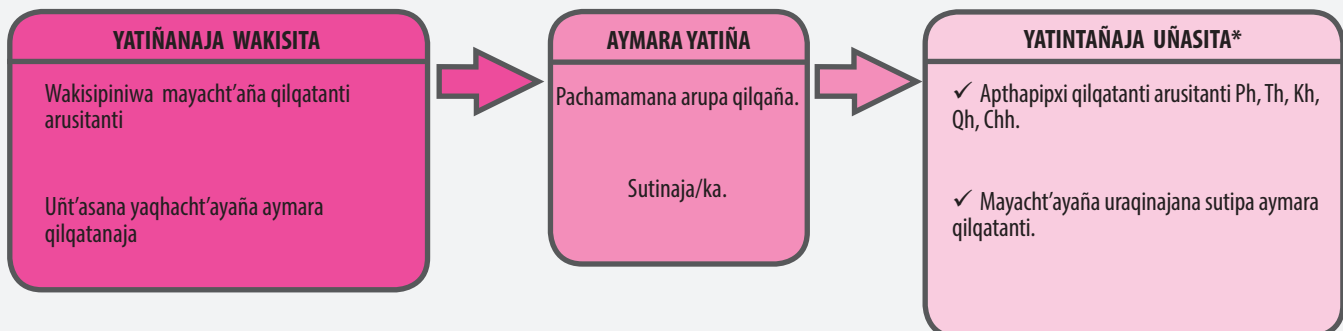 YATIÑANAJA WAKISITA
Wakisipiniwa mayacht'aña qilqatanti
arusitanti
Uñt'asana yaqhacht'ayaña aymara
qilqatanaja
AYMARA YATIÑA
Pachamamana arupa qilqaña.
Sutinaja/ka.
YATINTAÑAJA UÑASITA*
✓ Apthapipxi qilqatanti arusitanti Ph, Th, Kh,
Qh, Chh.
✓ Mayacht'ayaña uraqinajana sutipa aymara
qilqatanti.